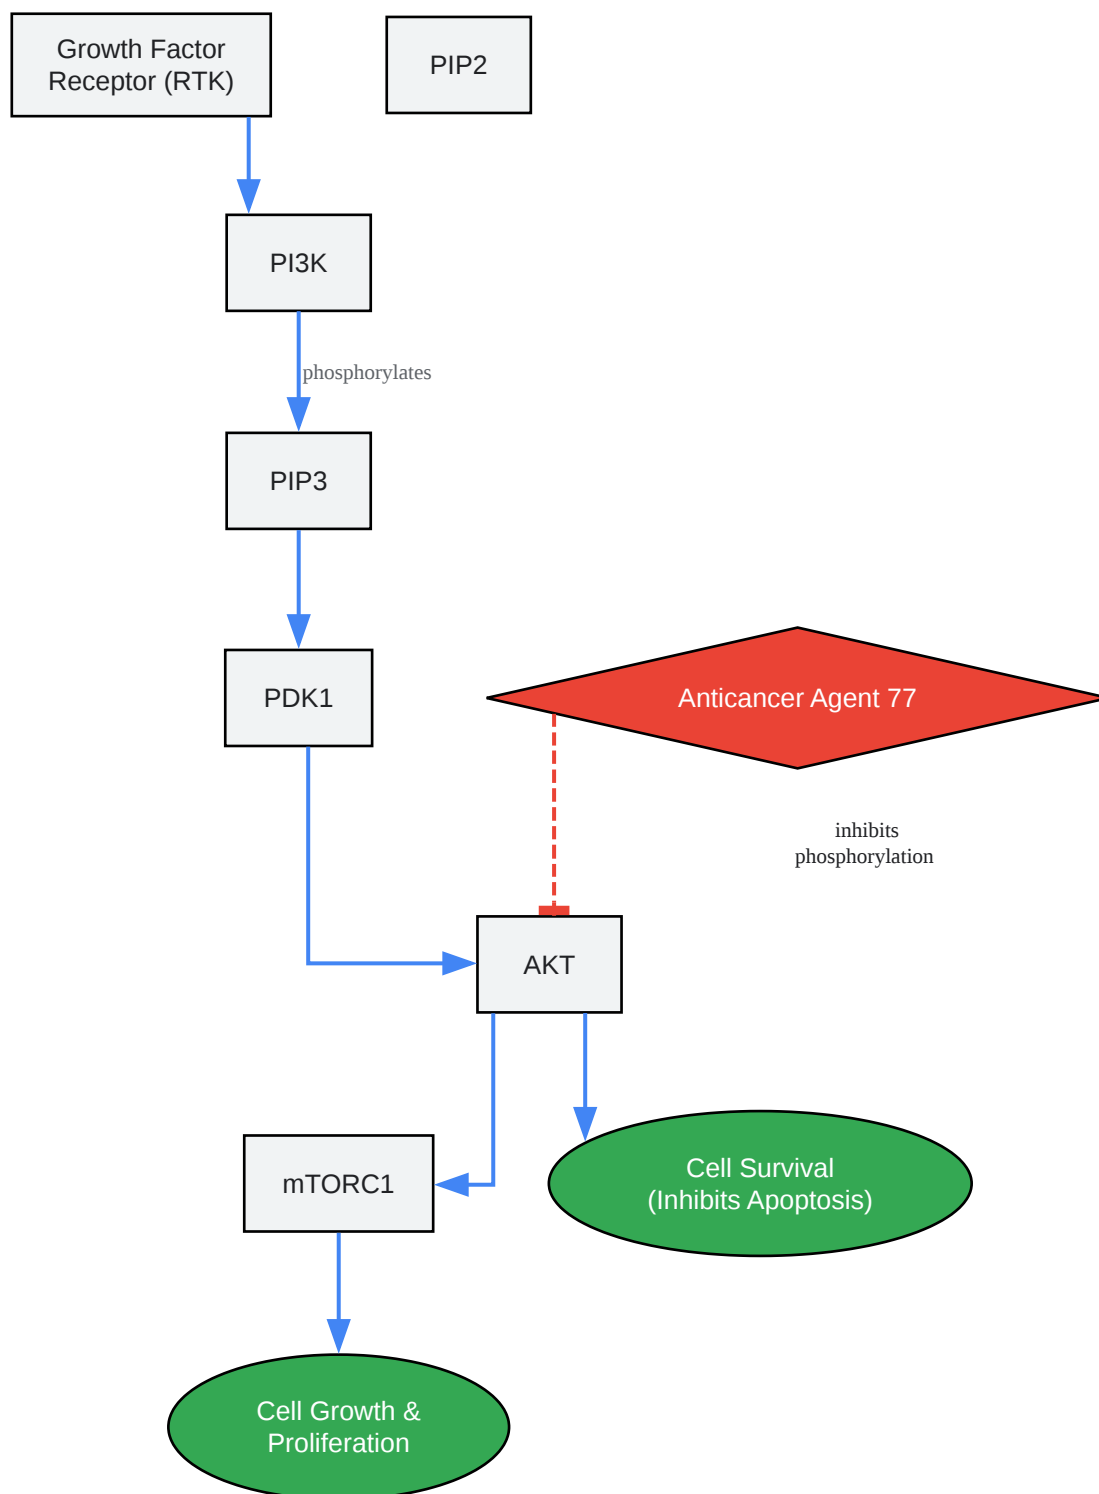 Growth Factor
Receptor (RTK)
PIP2
PI3K
phosphorylates
PIP3
PDK1
Anticancer Agent 77
inhibits
phosphorylation
AKT
mTORC1
Cell Survival
(Inhibits Apoptosis)
Cell Growth &
Proliferation